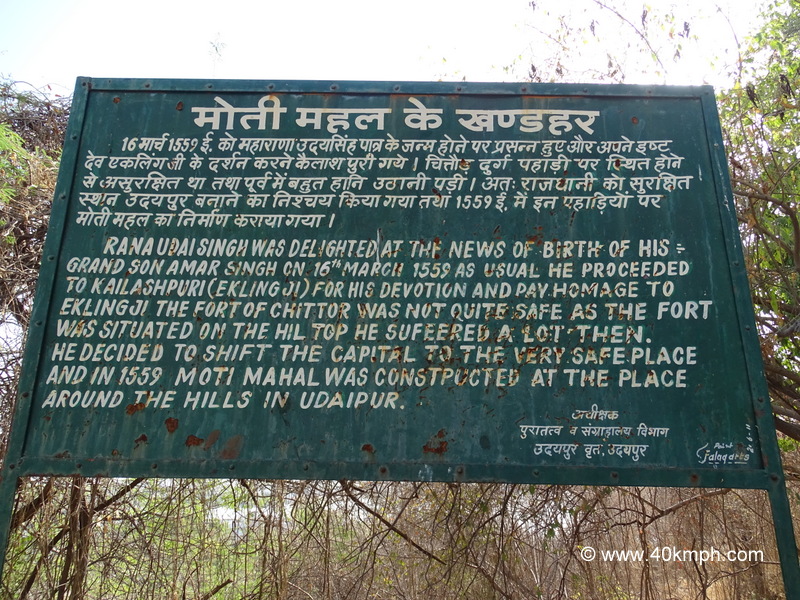 मोती महल के खण्डहर
16 मार्च 1559 ई. को महाराणा उदयसिंह पौत्र के जन्म होने पर प्रसन्न हुए और अपने इष्ट
देव एकलिंग जी के दर्शन करने कैलाश पुरी गये । चित्तौड़ दुर्ग पहाड़ी पर स्थित होने
से असुरक्षित था तथा पूर्व में बहुत हानि उठानी पड़ी । अतः राजधानी को सुरक्षित
स्थान उदयपुर बनाने का निश्चय किया गया तथा 1559 ई. में इन पहाड़ियों पर
मोती महल का निर्माण कराया गया ।
RANA UDAI SINGH WAS DELIGHTED AT THE NEWS OF BIRTH OF HIS =
GRAND SON AMAR SINGH ON 16TH MARCH 1559 AS USUAL HE PROCEEDED
TO KAILASHPURI (EKLING JI) FOR HIS DEVOTION AND PAY HOMAGE TO
EKLINGJI THE FORT OF CHITTOR WAS NOT QUITE SAFE AS THE FORT
WAS SITUATED ON THE HIL TOP HE SUFEERED A LOT THEN.
HE DECIDED TO SHIFT THE CAPITAL TO THE VERY SAFE PLACE
AND IN 1559 MOTI MAHAL WAS CONSTPUCTED AT THE PLACE
AROUND THE HILLS IN UDAIPUR.
अधीक्षक
पुरातत्व व संग्रहालय विभाग
उदयपुर वृत, उदयपुर
© www.40kmph.com